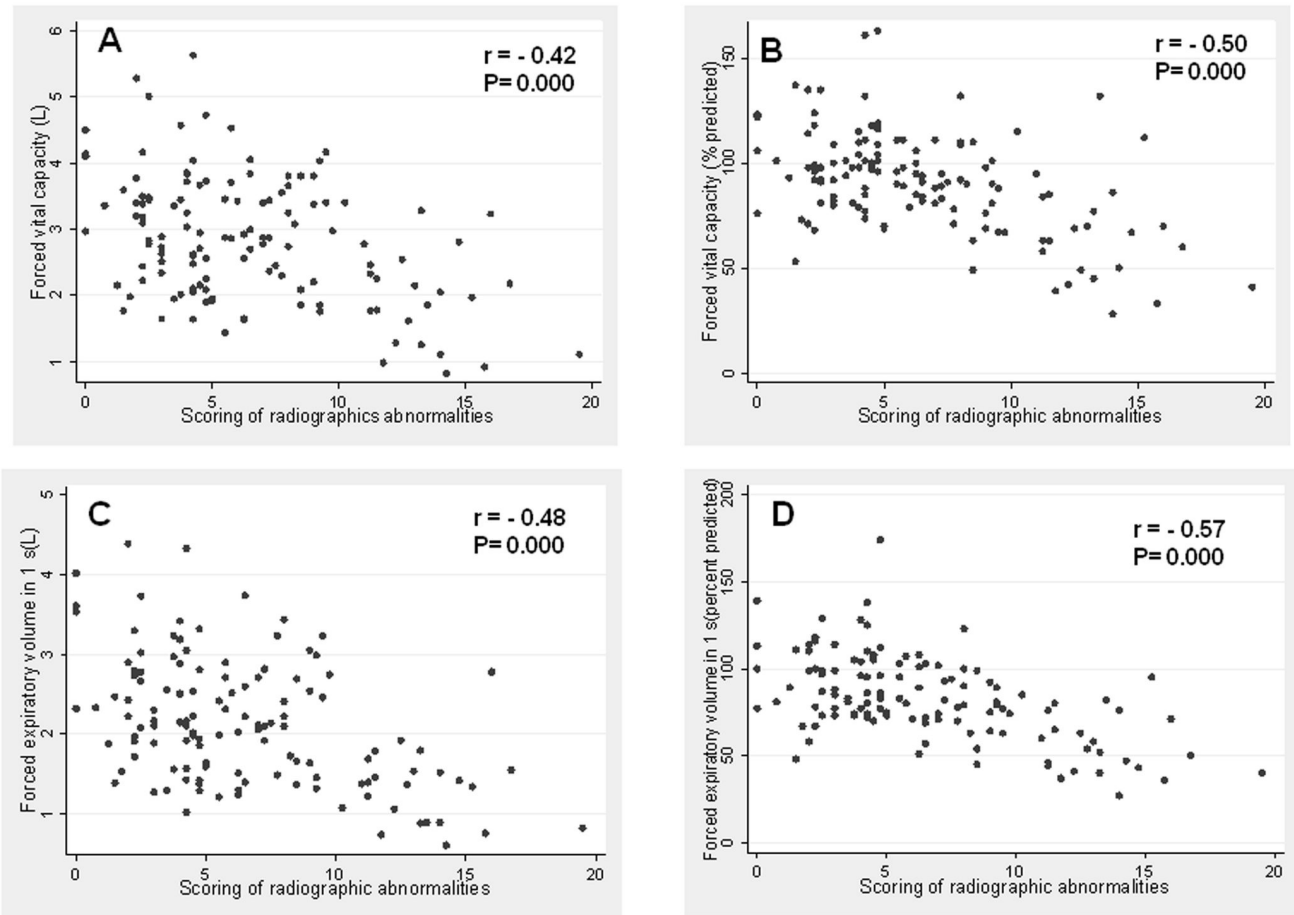 A
r = - 0.42
P= 0.000
Forced vital capacity (L)
6
5
4
3
2
1
0 5 10 15 20
Scoring of radiographics abnormalities
B
r = - 0.50
P= 0.000
Forced vital capacity (% predicted)
150
100
50
0
0 5 10 15 20
Scoring of radiographic abnormalities
C
r = - 0.48
P= 0.000
Forced expiratory volume in 1 s(L)
5
4
3
2
1
0 5 10 15 20
Scoring of radiographic abnormalities
D
r = - 0.57
P= 0.000
Forced expiratory volume in 1 s(percent predicted)
200
150
100
50
0
0 5 10 15 20
Scoring of radiographic abnormalities